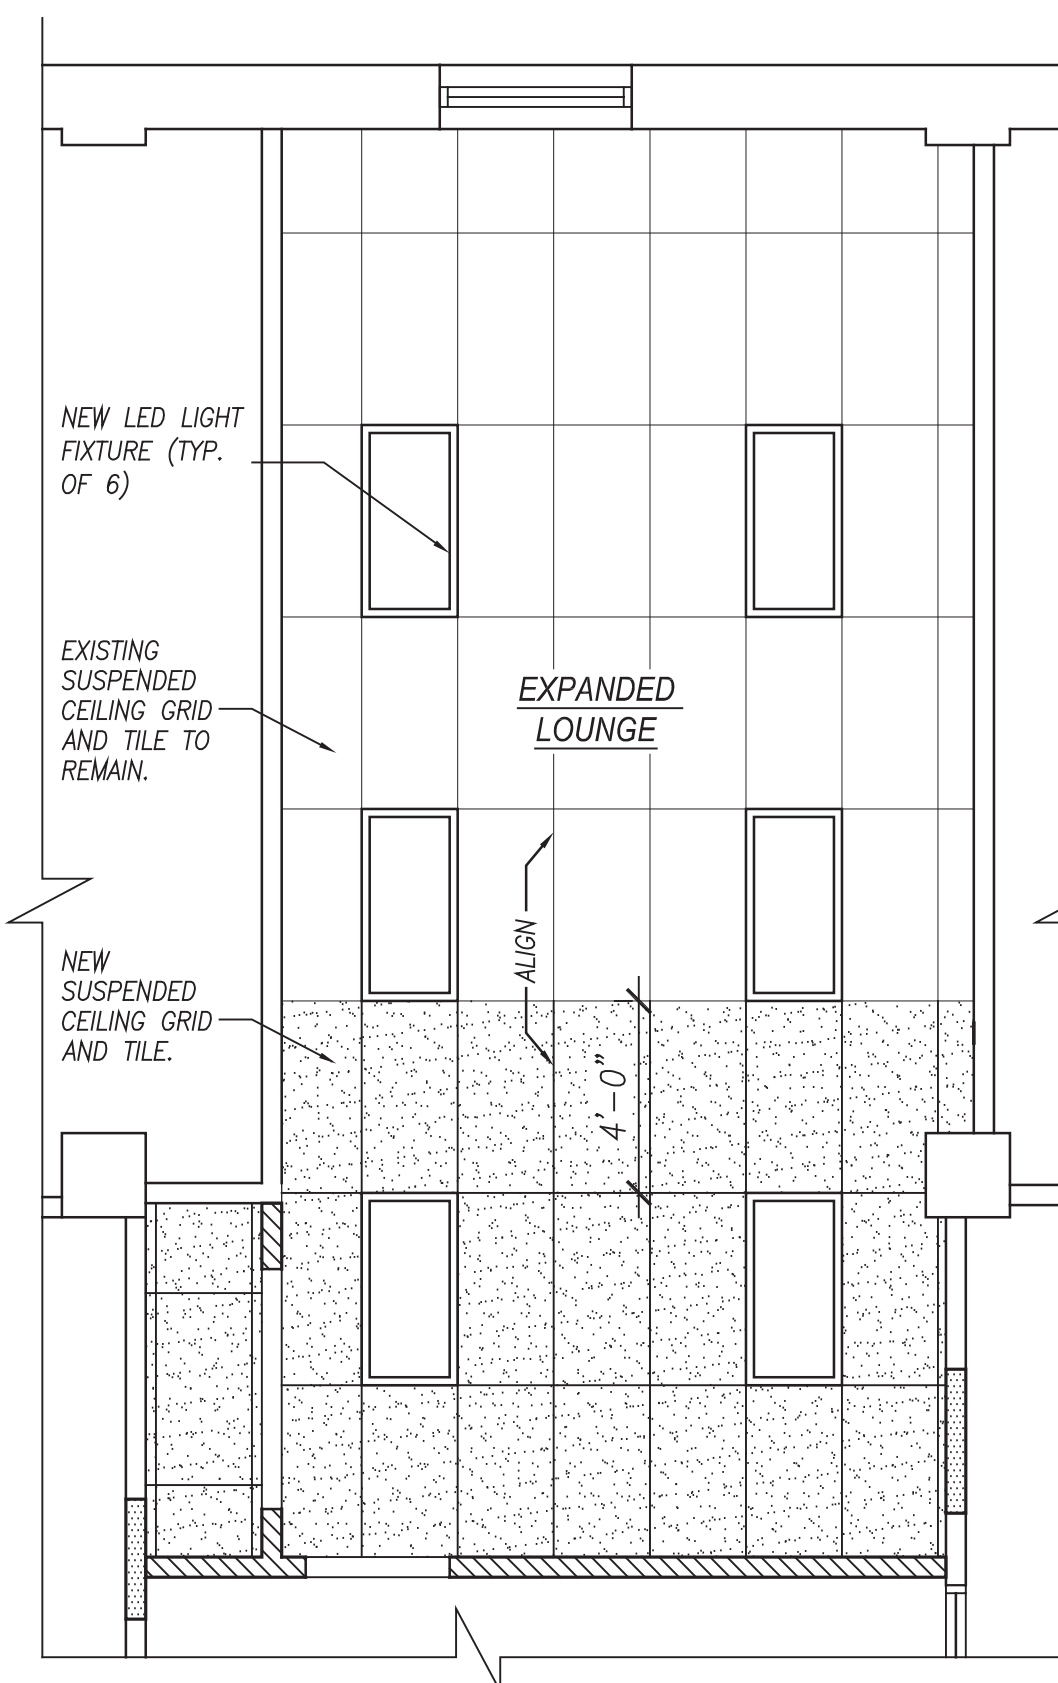 NEW LED LIGHT
FIXTURE (TYP.
OF 6)
EXISTING
SUSPENDED
CEILING GRID
AND TILE TO
REMAIN.
EXPANDED
LOUNGE
ALIGN
NEW
SUSPENDED
CEILING GRID
AND TILE.
4'-0"